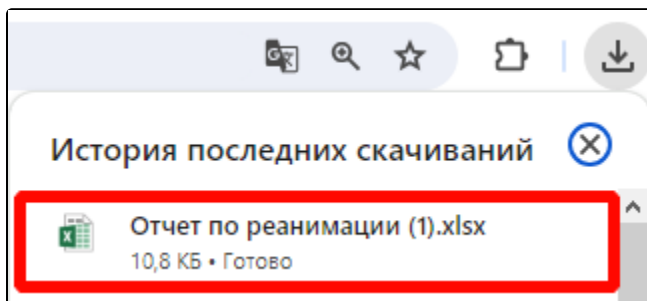 История последних скачиваний
Отчет по реанимации (1).xlsx
10,8 КБ • Готово